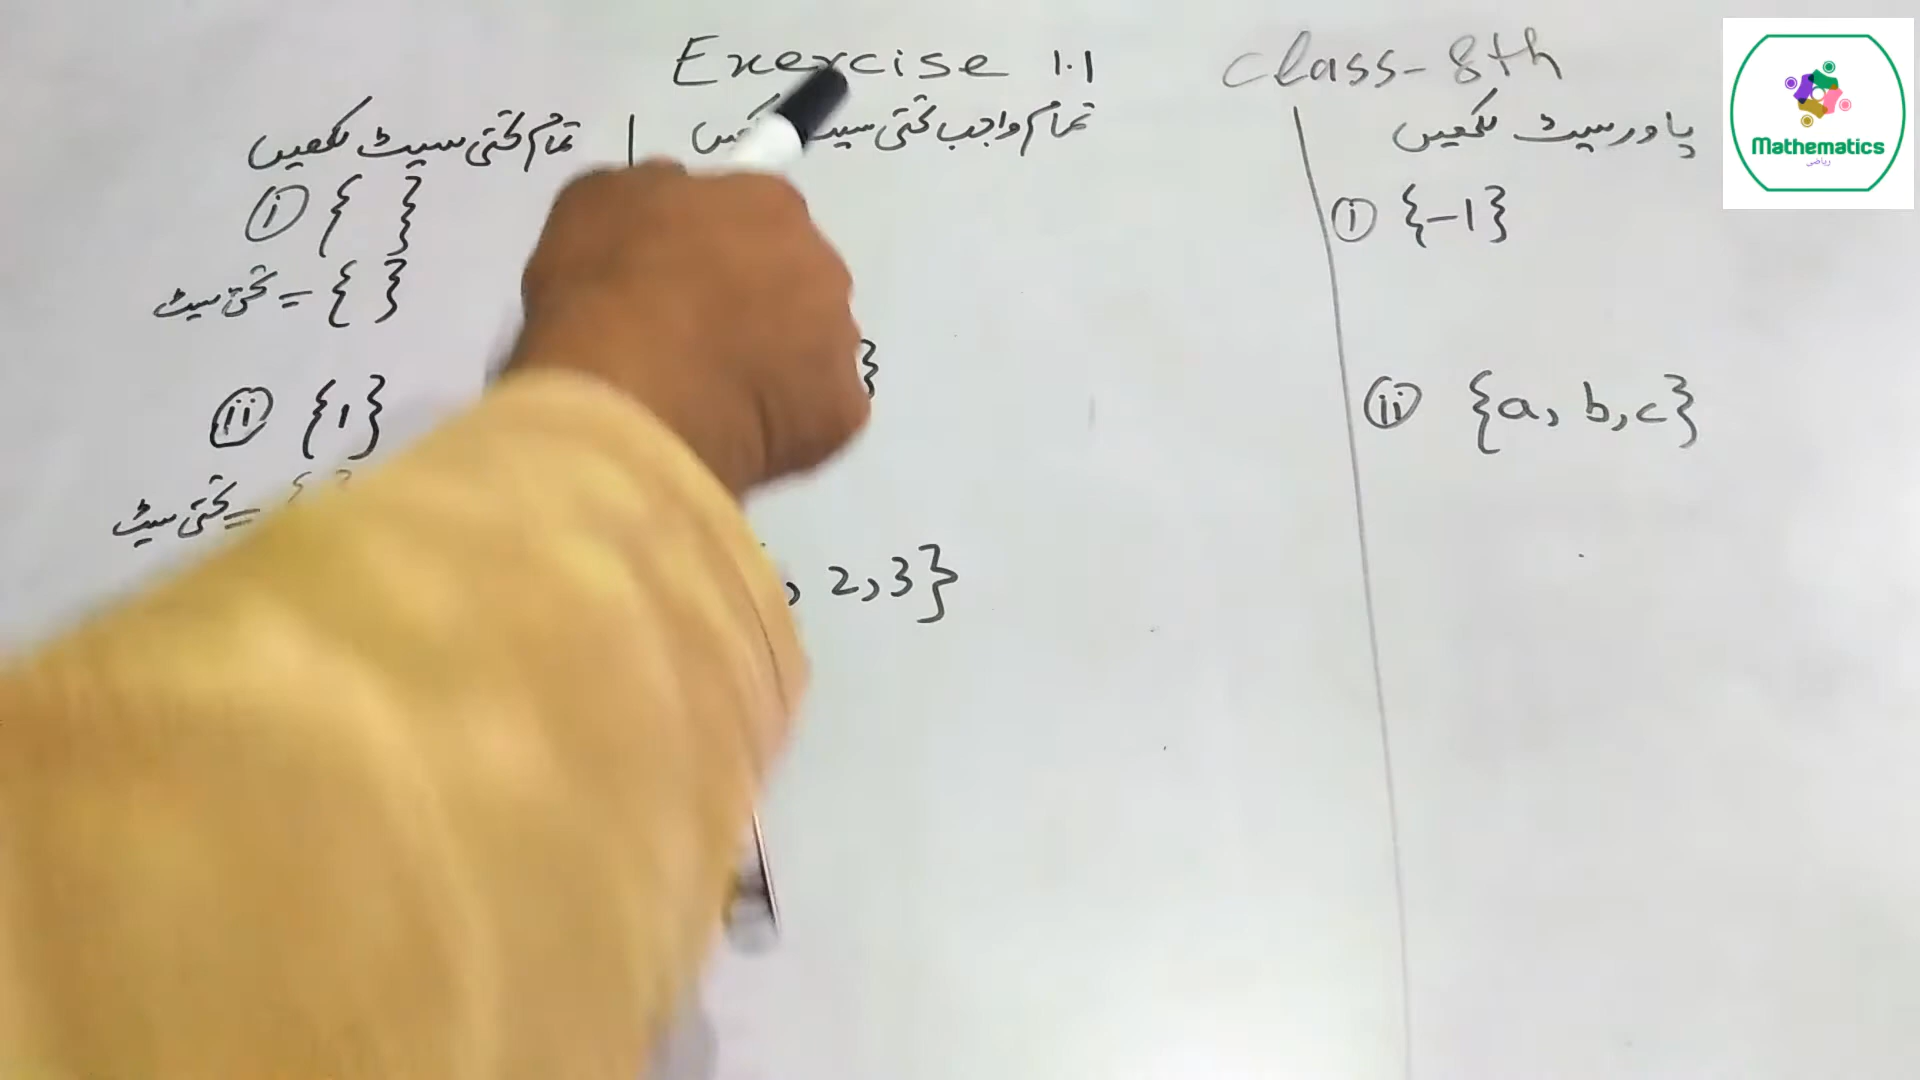 Exercise 1.1 Class-8th
تمام تحتی سیٹ لکھیں
i { }
تحتی سیٹ = { }
ii {1}
تحتی سیٹ =
تمام واجب تحتی
}
, 2, 3}
پاور سیٹ لکھیں
i {-1}
ii {a, b, c}
Mathematics
ریاضی